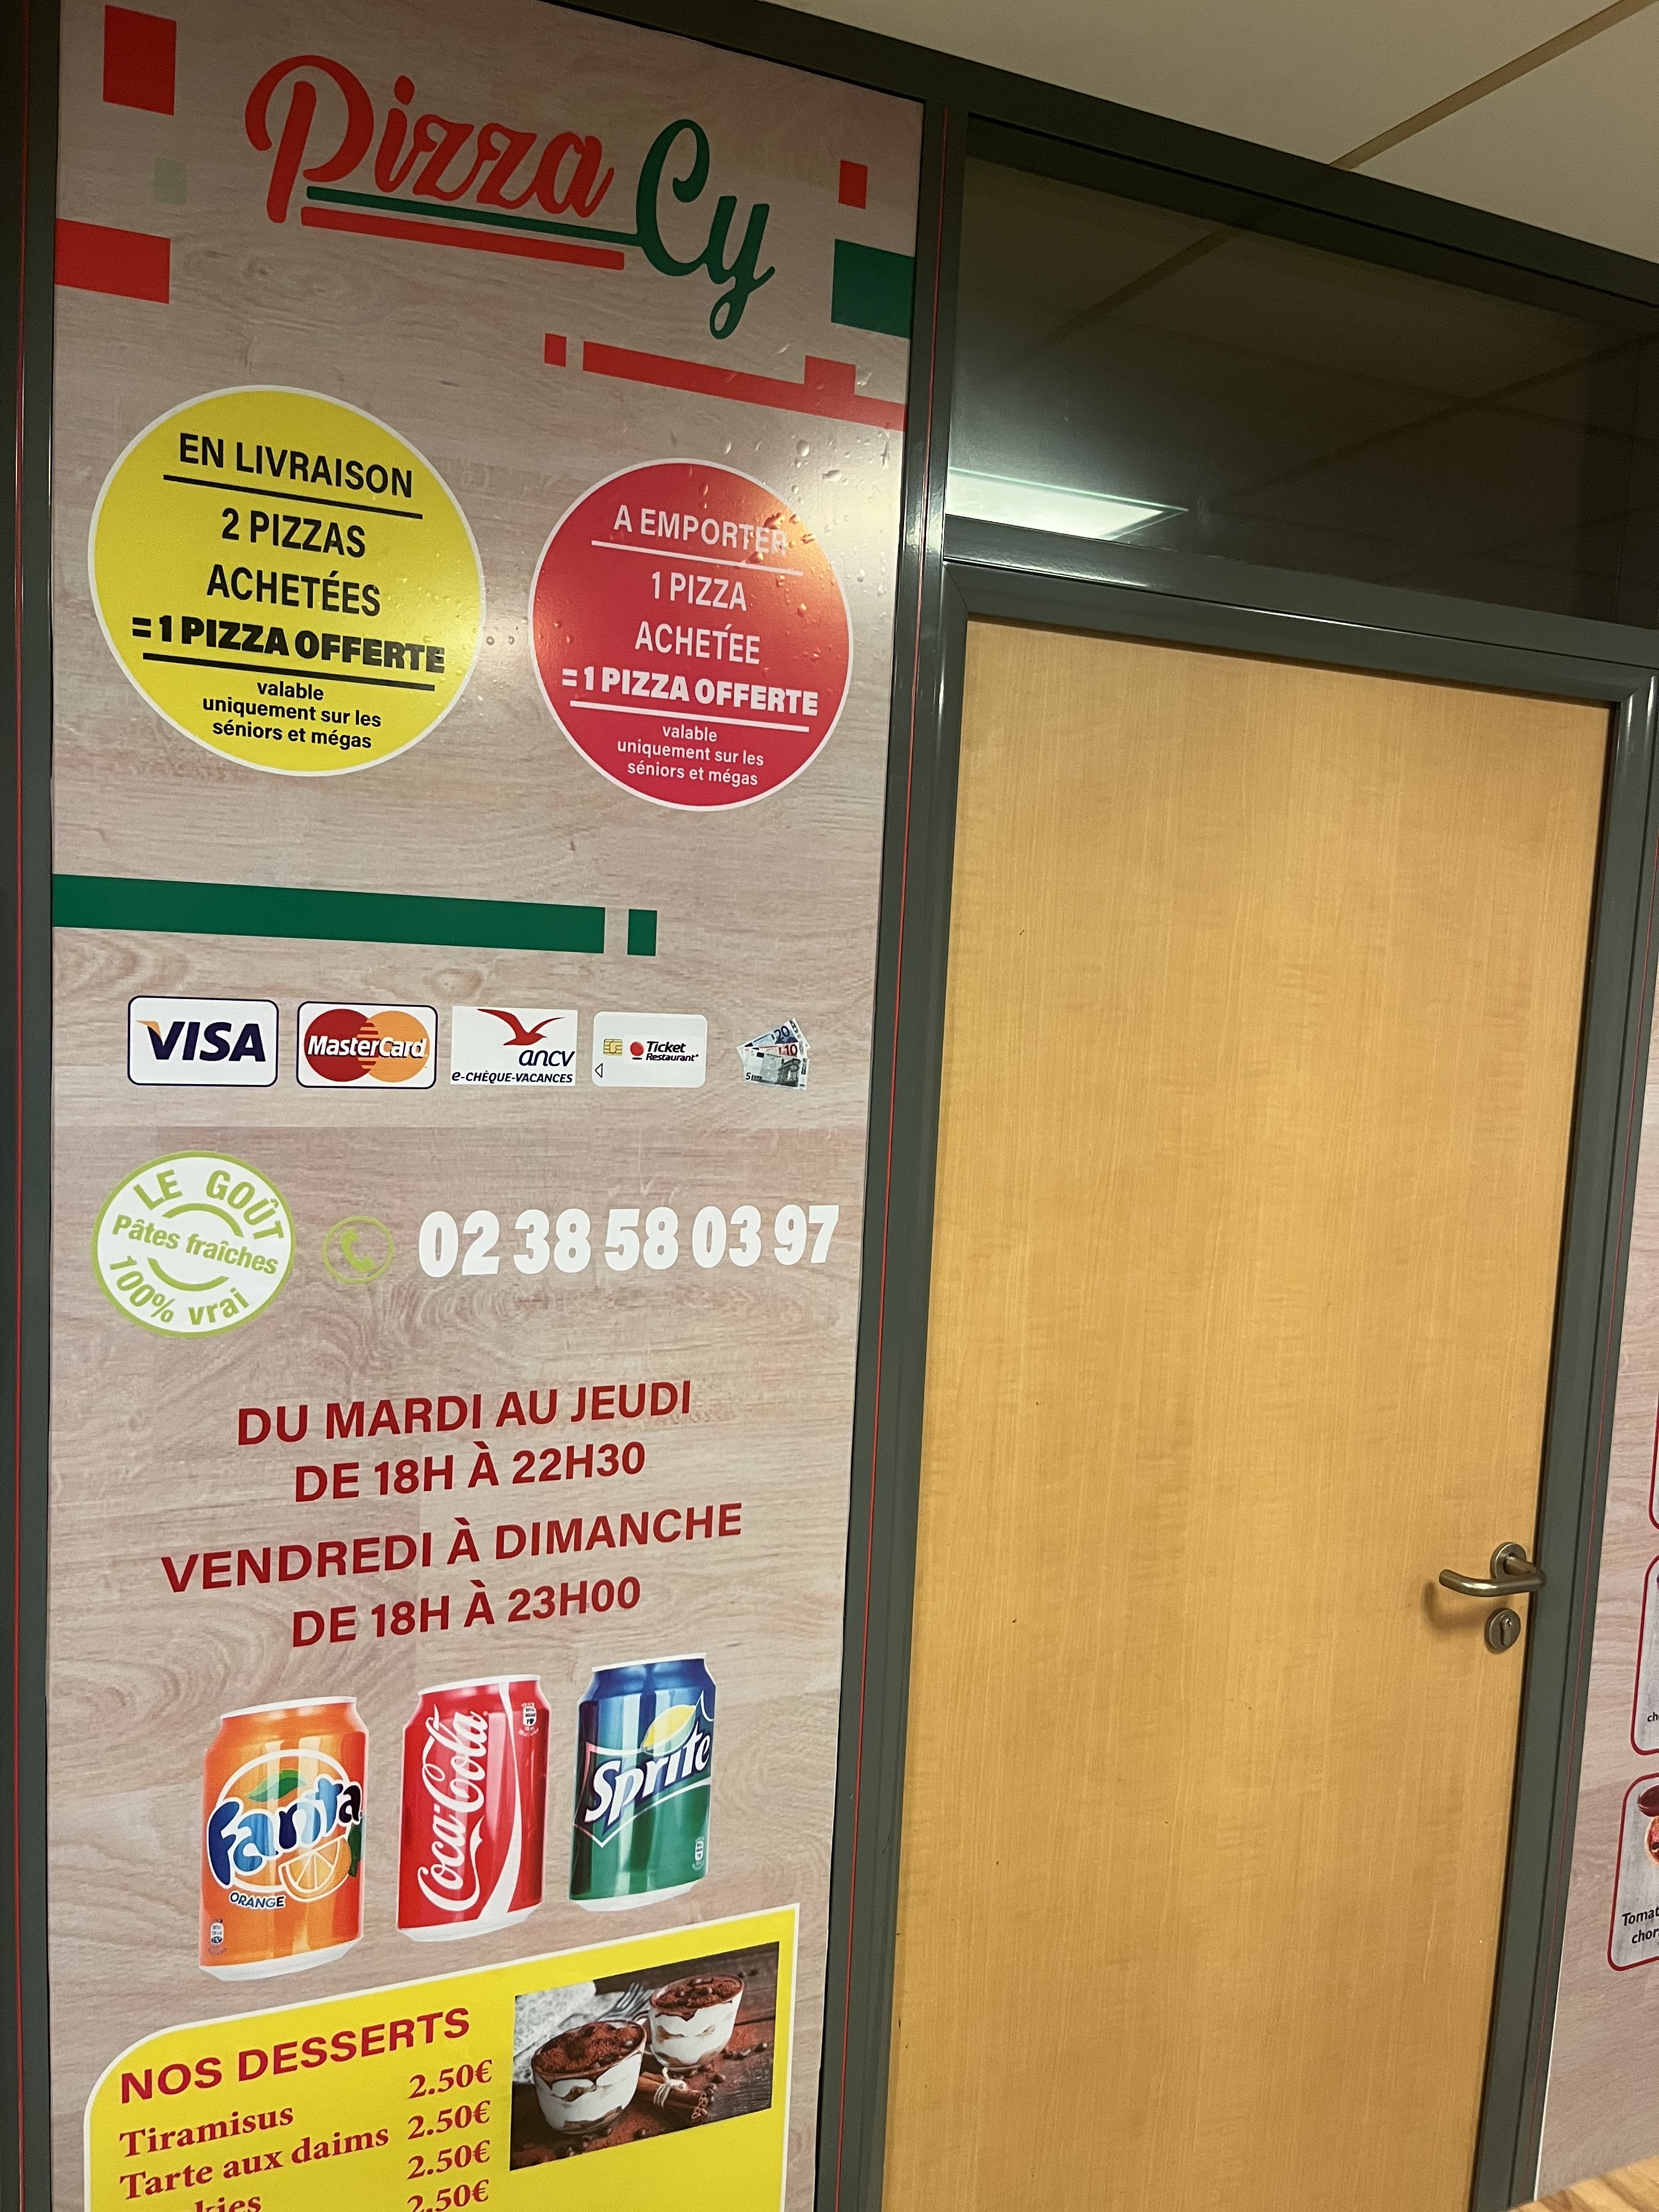 Pizza Cy
EN LIVRAISON
2 PIZZAS
ACHETÉES
= 1 PIZZA OFFERTE
valable
uniquement sur les
séniors et mégas
A EMPORTER
1 PIZZA
ACHETÉE
= 1 PIZZA OFFERTE
valable
uniquement sur les
séniors et mégas
VISA
MasterCard
ancv
e-CHÈQUE-VACANCES
Ticket
Restaurant
20
10
5
LE GOÛT
Pâtes fraîches
100% vrai
02 38 58 03 97
DU MARDI AU JEUDI
DE 18H À 22H30
VENDREDI À DIMANCHE
DE 18H À 23H00
Fanta
ORANGE
Coca-Cola
Sprite
NOS DESSERTS
Tiramisus 2.50€
Tarte aux daims 2.50€
2.50€
2.50€